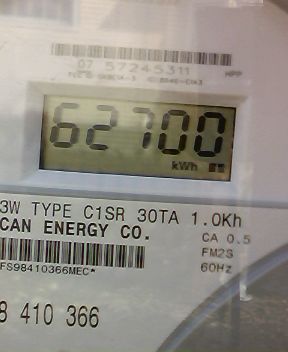 07 57245311 HPP
62700
kWh
3W TYPE C1SR 30TA 1.0Kh
CAN ENERGY CO.
CA 0.5
FM2S
60Hz
FS98410366MEC*
8 410 366